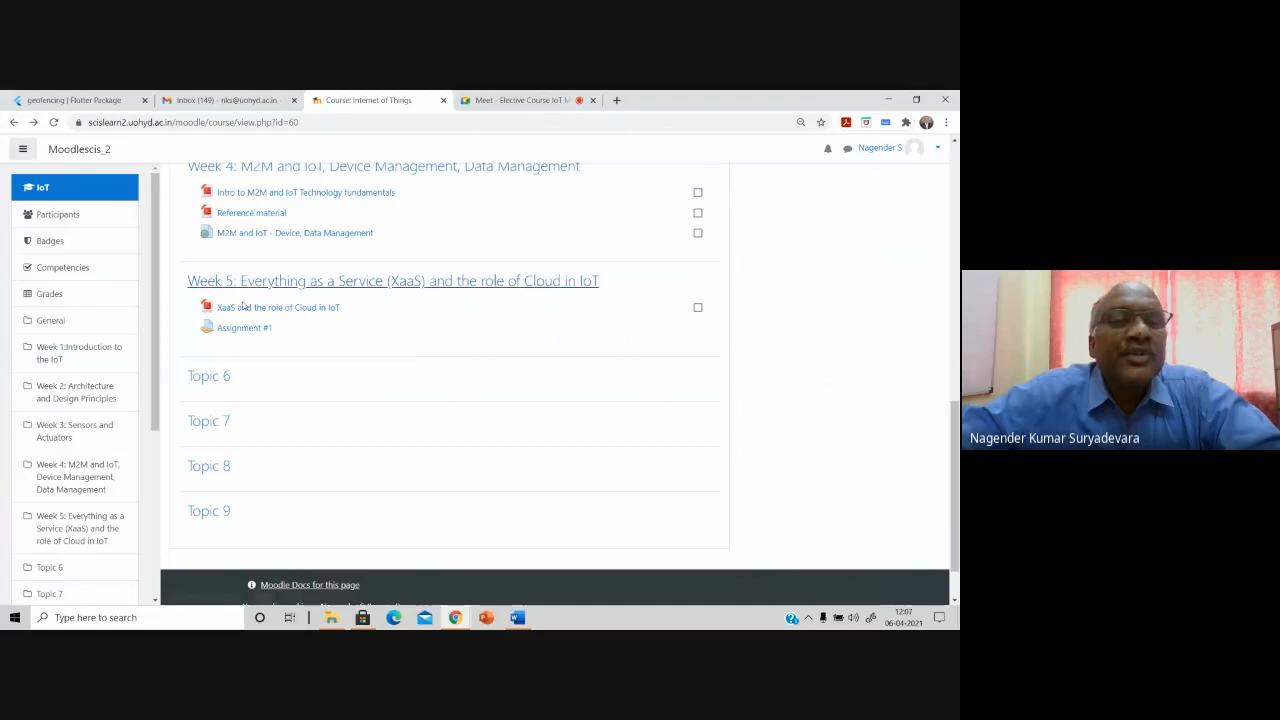 geofencing | Flutter Package
Inbox (149) - nks@uohyd.ac.in -
Course: Internet of Things
Meet - Elective Course IoT M
scislearn2.uohyd.ac.in/moodle/course/view.php?id=60
Moodlescis_2
Nagender S
IoT
Participants
Badges
Competencies
Grades
General
Week 1:Introduction to
the IoT
Week 2: Architecture
and Design Principles
Week 3: Sensors and
Actuators
Week 4: M2M and IoT,
Device Management,
Data Management
Week 5: Everything as a
Service (XaaS) and the
role of Cloud in IoT
Topic 6
Topic 7
Week 4: M2M and IoT, Device Management, Data Management
Intro to M2M and IoT Technology fundamentals
Reference material
M2M and IoT - Device, Data Management
Week 5: Everything as a Service (XaaS) and the role of Cloud in IoT
XaaS and the role of Cloud in IoT
Assignment #1
Topic 6
Topic 7
Topic 8
Topic 9
Moodle Docs for this page
Type here to search
12:07
06-04-2021
Nagender Kumar Suryadevara